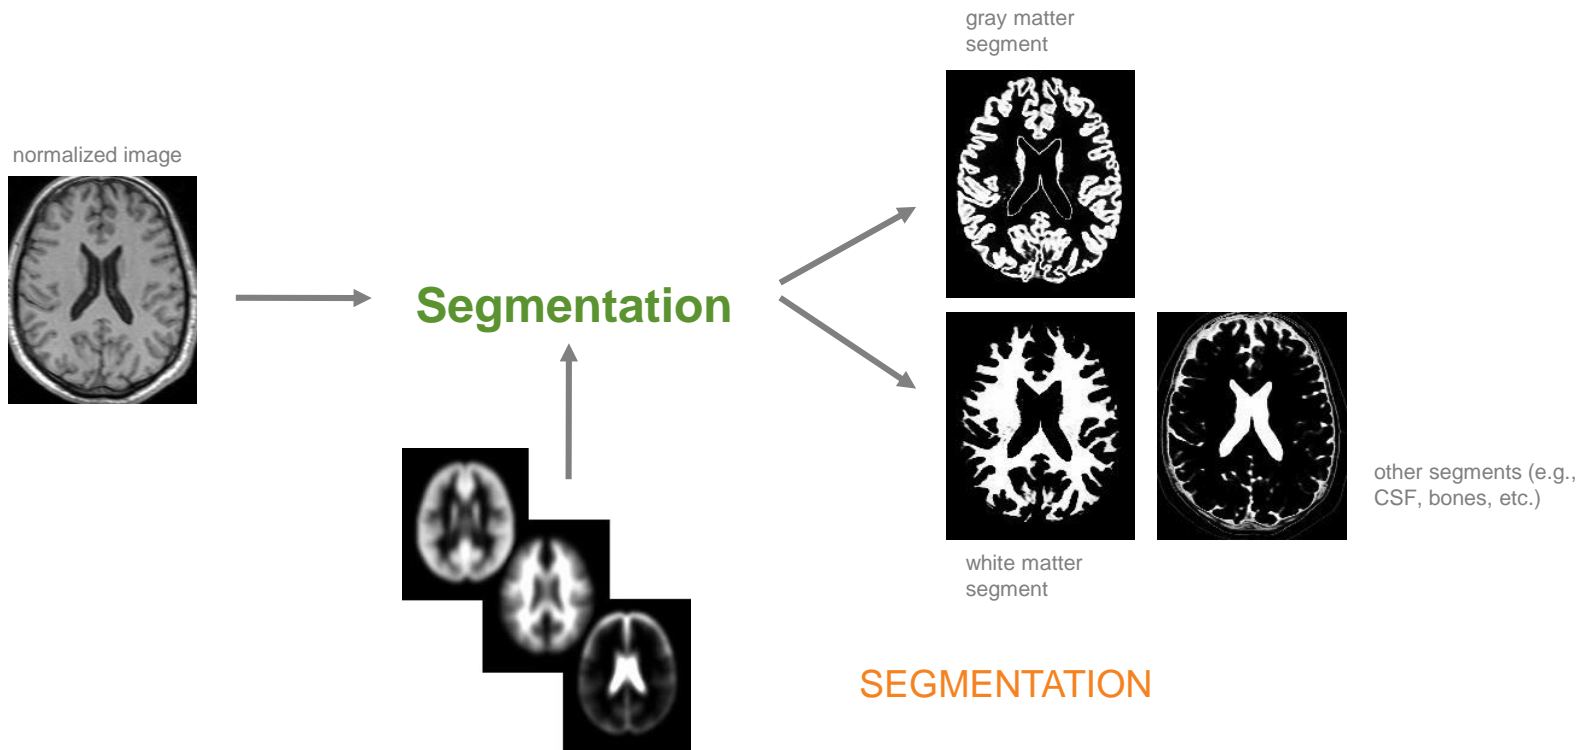 gray matter
segment
normalized image
Segmentation
other segments (e.g.,
CSF, bones, etc.)
white matter
segment
SEGMENTATION